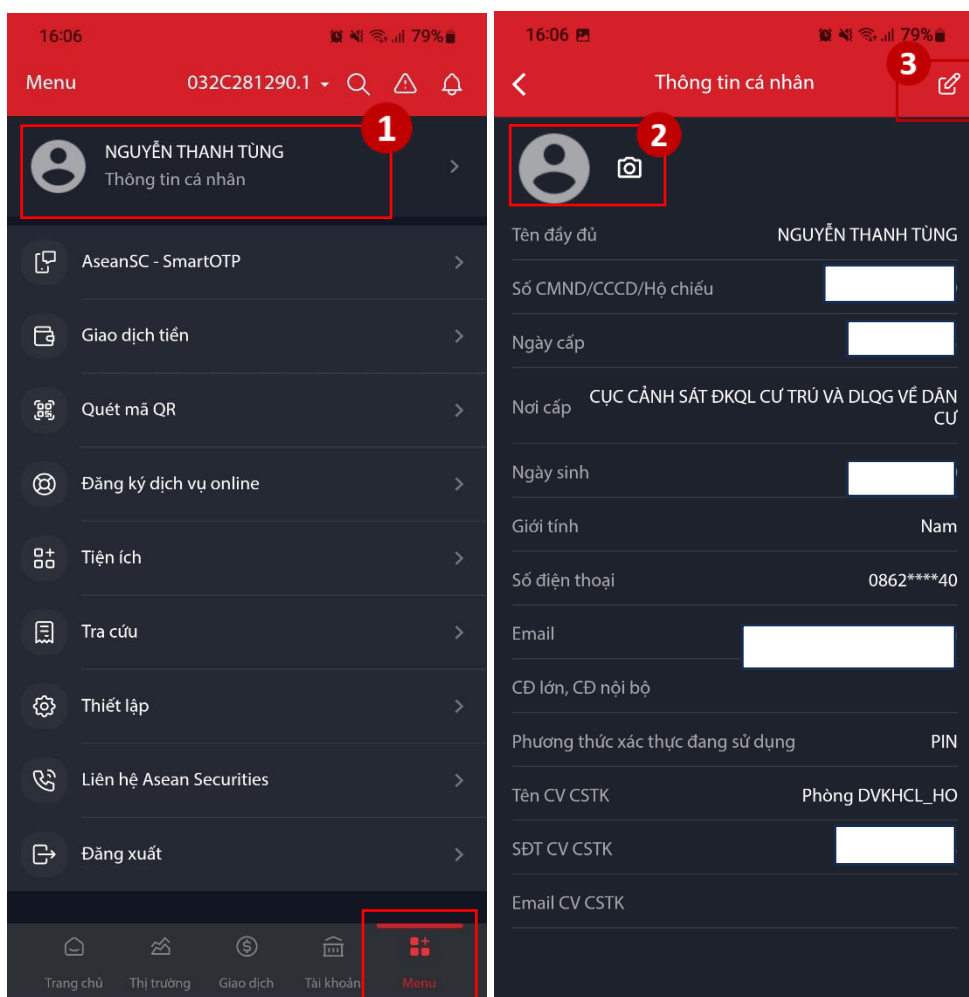 16:06
79%
Menu
032C281290.1
1
NGUYỄN THANH TÙNG
Thông tin cá nhân
AseanSC - SmartOTP
Giao dịch tiền
Quét mã QR
Đăng ký dịch vụ online
Tiện ích
Tra cứu
Thiết lập
Liên hệ Asean Securities
Đăng xuất
Trang chủ
Thị trường
Giao dịch
Tài khoản
Menu
16:06
79%
3
Thông tin cá nhân
2
Tên đầy đủ
NGUYỄN THANH TÙNG
Số CMND/CCCD/Hộ chiếu
Ngày cấp
Nơi cấp
CỤC CẢNH SÁT ĐKQL CƯ TRÚ VÀ DLQG VỀ DÂN
CƯ
Ngày sinh
Giới tính
Nam
Số điện thoại
0862****40
Email
CĐ lớn, CĐ nội bộ
Phương thức xác thực đang sử dụng
PIN
Tên CV CSTK
Phòng DVKHCL_HO
SĐT CV CSTK
Email CV CSTK